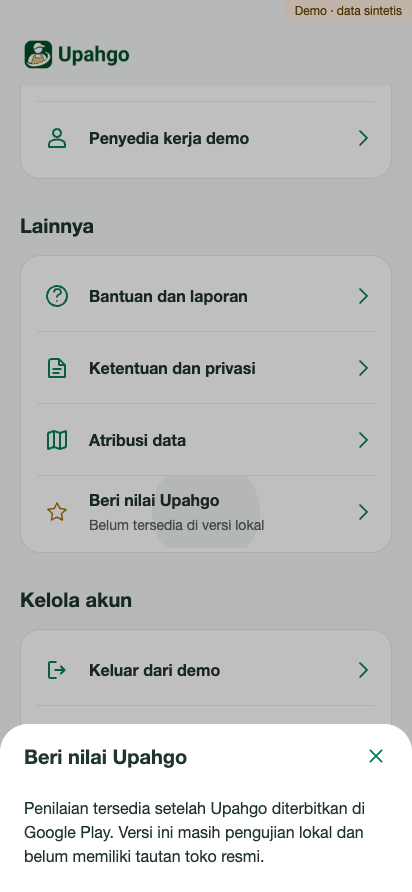 Demo · data sintetis
Upahgo
Penyedia kerja demo
Lainnya
Bantuan dan laporan
Ketentuan dan privasi
Atribusi data
Beri nilai Upahgo
Belum tersedia di versi lokal
Kelola akun
Keluar dari demo
Beri nilai Upahgo
Penilaian tersedia setelah Upahgo diterbitkan di
Google Play. Versi ini masih pengujian lokal dan
belum memiliki tautan toko resmi.